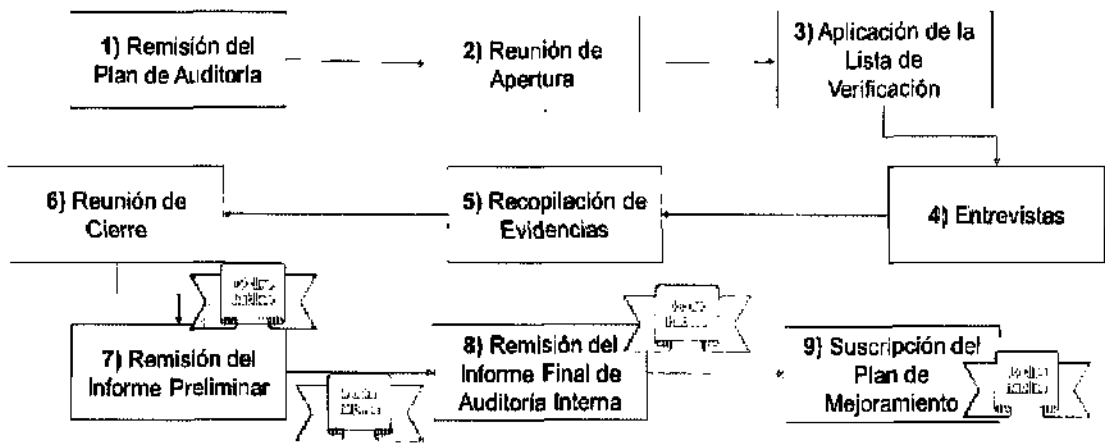 1) Remisión del
Plan de Auditoría
2) Reunión de
Apertura
3) Aplicación de la
Lista de
Verificación
6) Reunión de
Cierre
5) Recopilación de
Evidencias
4) Entrevistas
7) Remisión del
Informe Preliminar
8) Remisión del
Informe Final de
Auditoría Interna
9) Suscripción del
Plan de
Mejoramiento